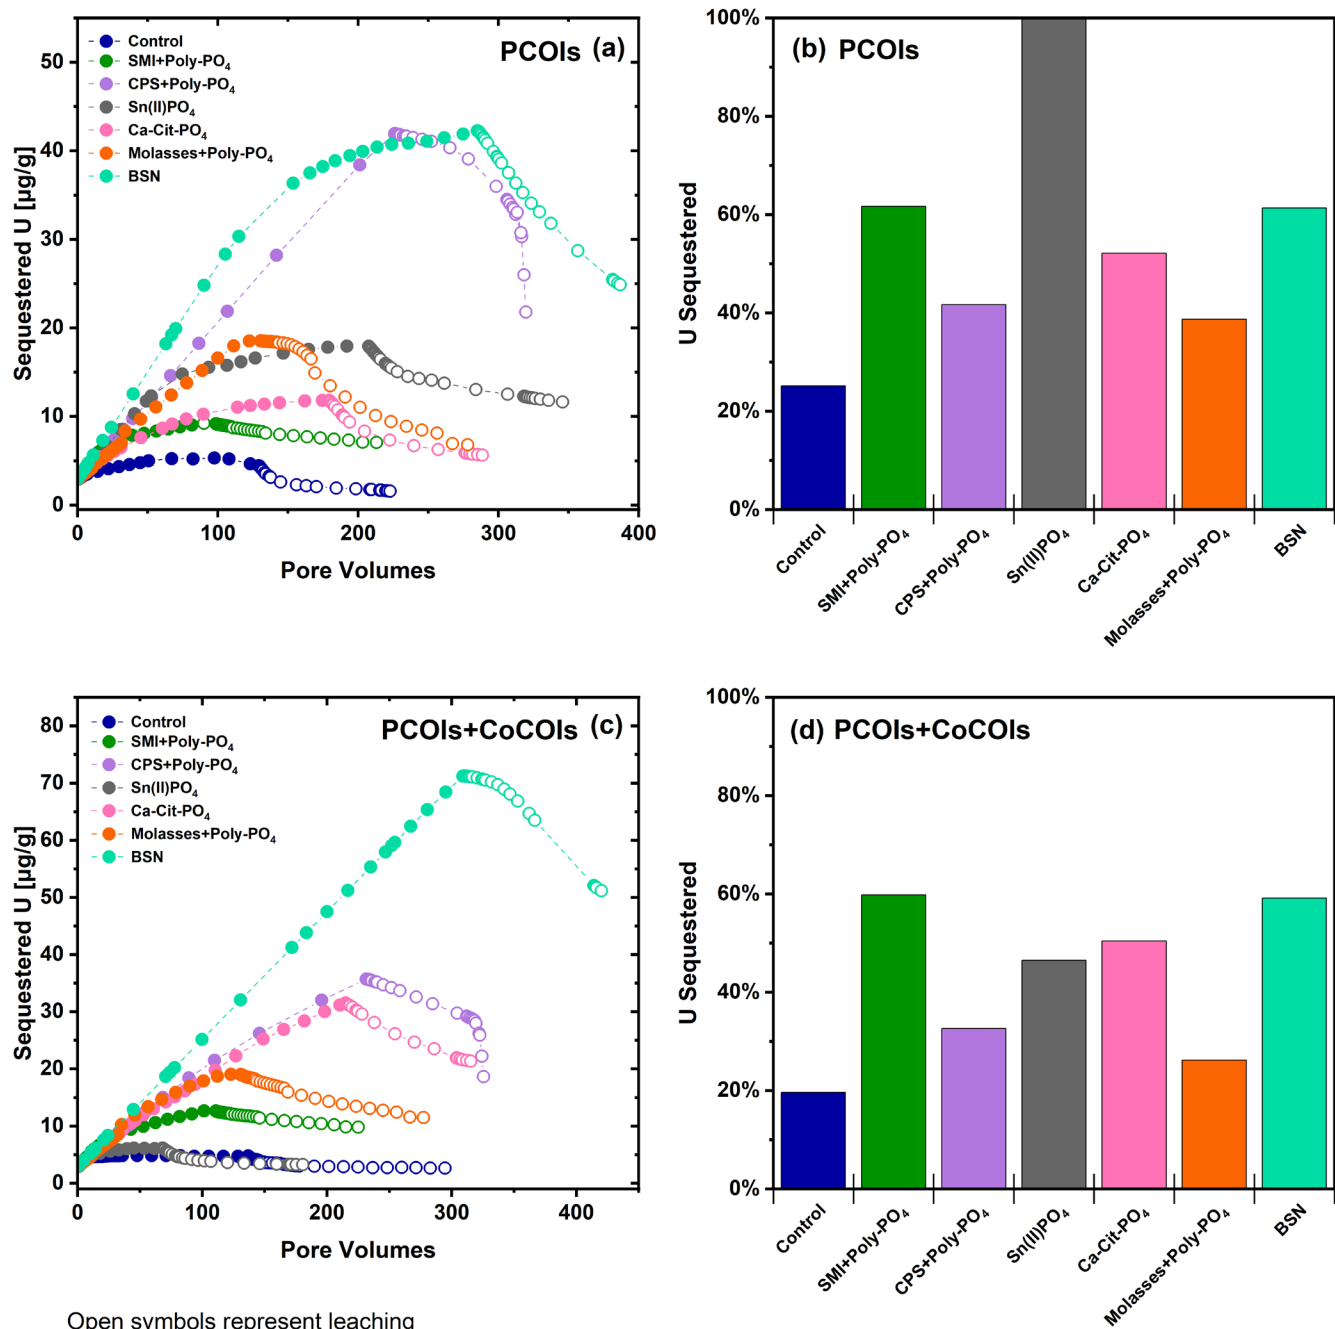 PCOIs (a)
Control
SMI+Poly-PO₄
CPS+Poly-PO₄
Sn(II)PO₄
Ca-Cit-PO₄
Molasses+Poly-PO₄
BSN
Sequestered U [µg/g]
50
40
30
20
10
0
0 100 200 300 400
Pore Volumes
(b) PCOIs
U Sequestered
100%
80%
60%
40%
20%
0%
Control
SMI+Poly-PO₄
CPS+Poly-PO₄
Sn(II)PO₄
Ca-Cit-PO₄
Molasses+Poly-PO₄
BSN
PCOIs+CoCOIs (c)
Control
SMI+Poly-PO₄
CPS+Poly-PO₄
Sn(II)PO₄
Ca-Cit-PO₄
Molasses+Poly-PO₄
BSN
Sequestered U [µg/g]
80
70
60
50
40
30
20
10
0
0 100 200 300 400
Pore Volumes
(d) PCOIs+CoCOIs
U Sequestered
100%
80%
60%
40%
20%
0%
Control
SMI+Poly-PO₄
CPS+Poly-PO₄
Sn(II)PO₄
Ca-Cit-PO₄
Molasses+Poly-PO₄
BSN
Open symbols represent leaching